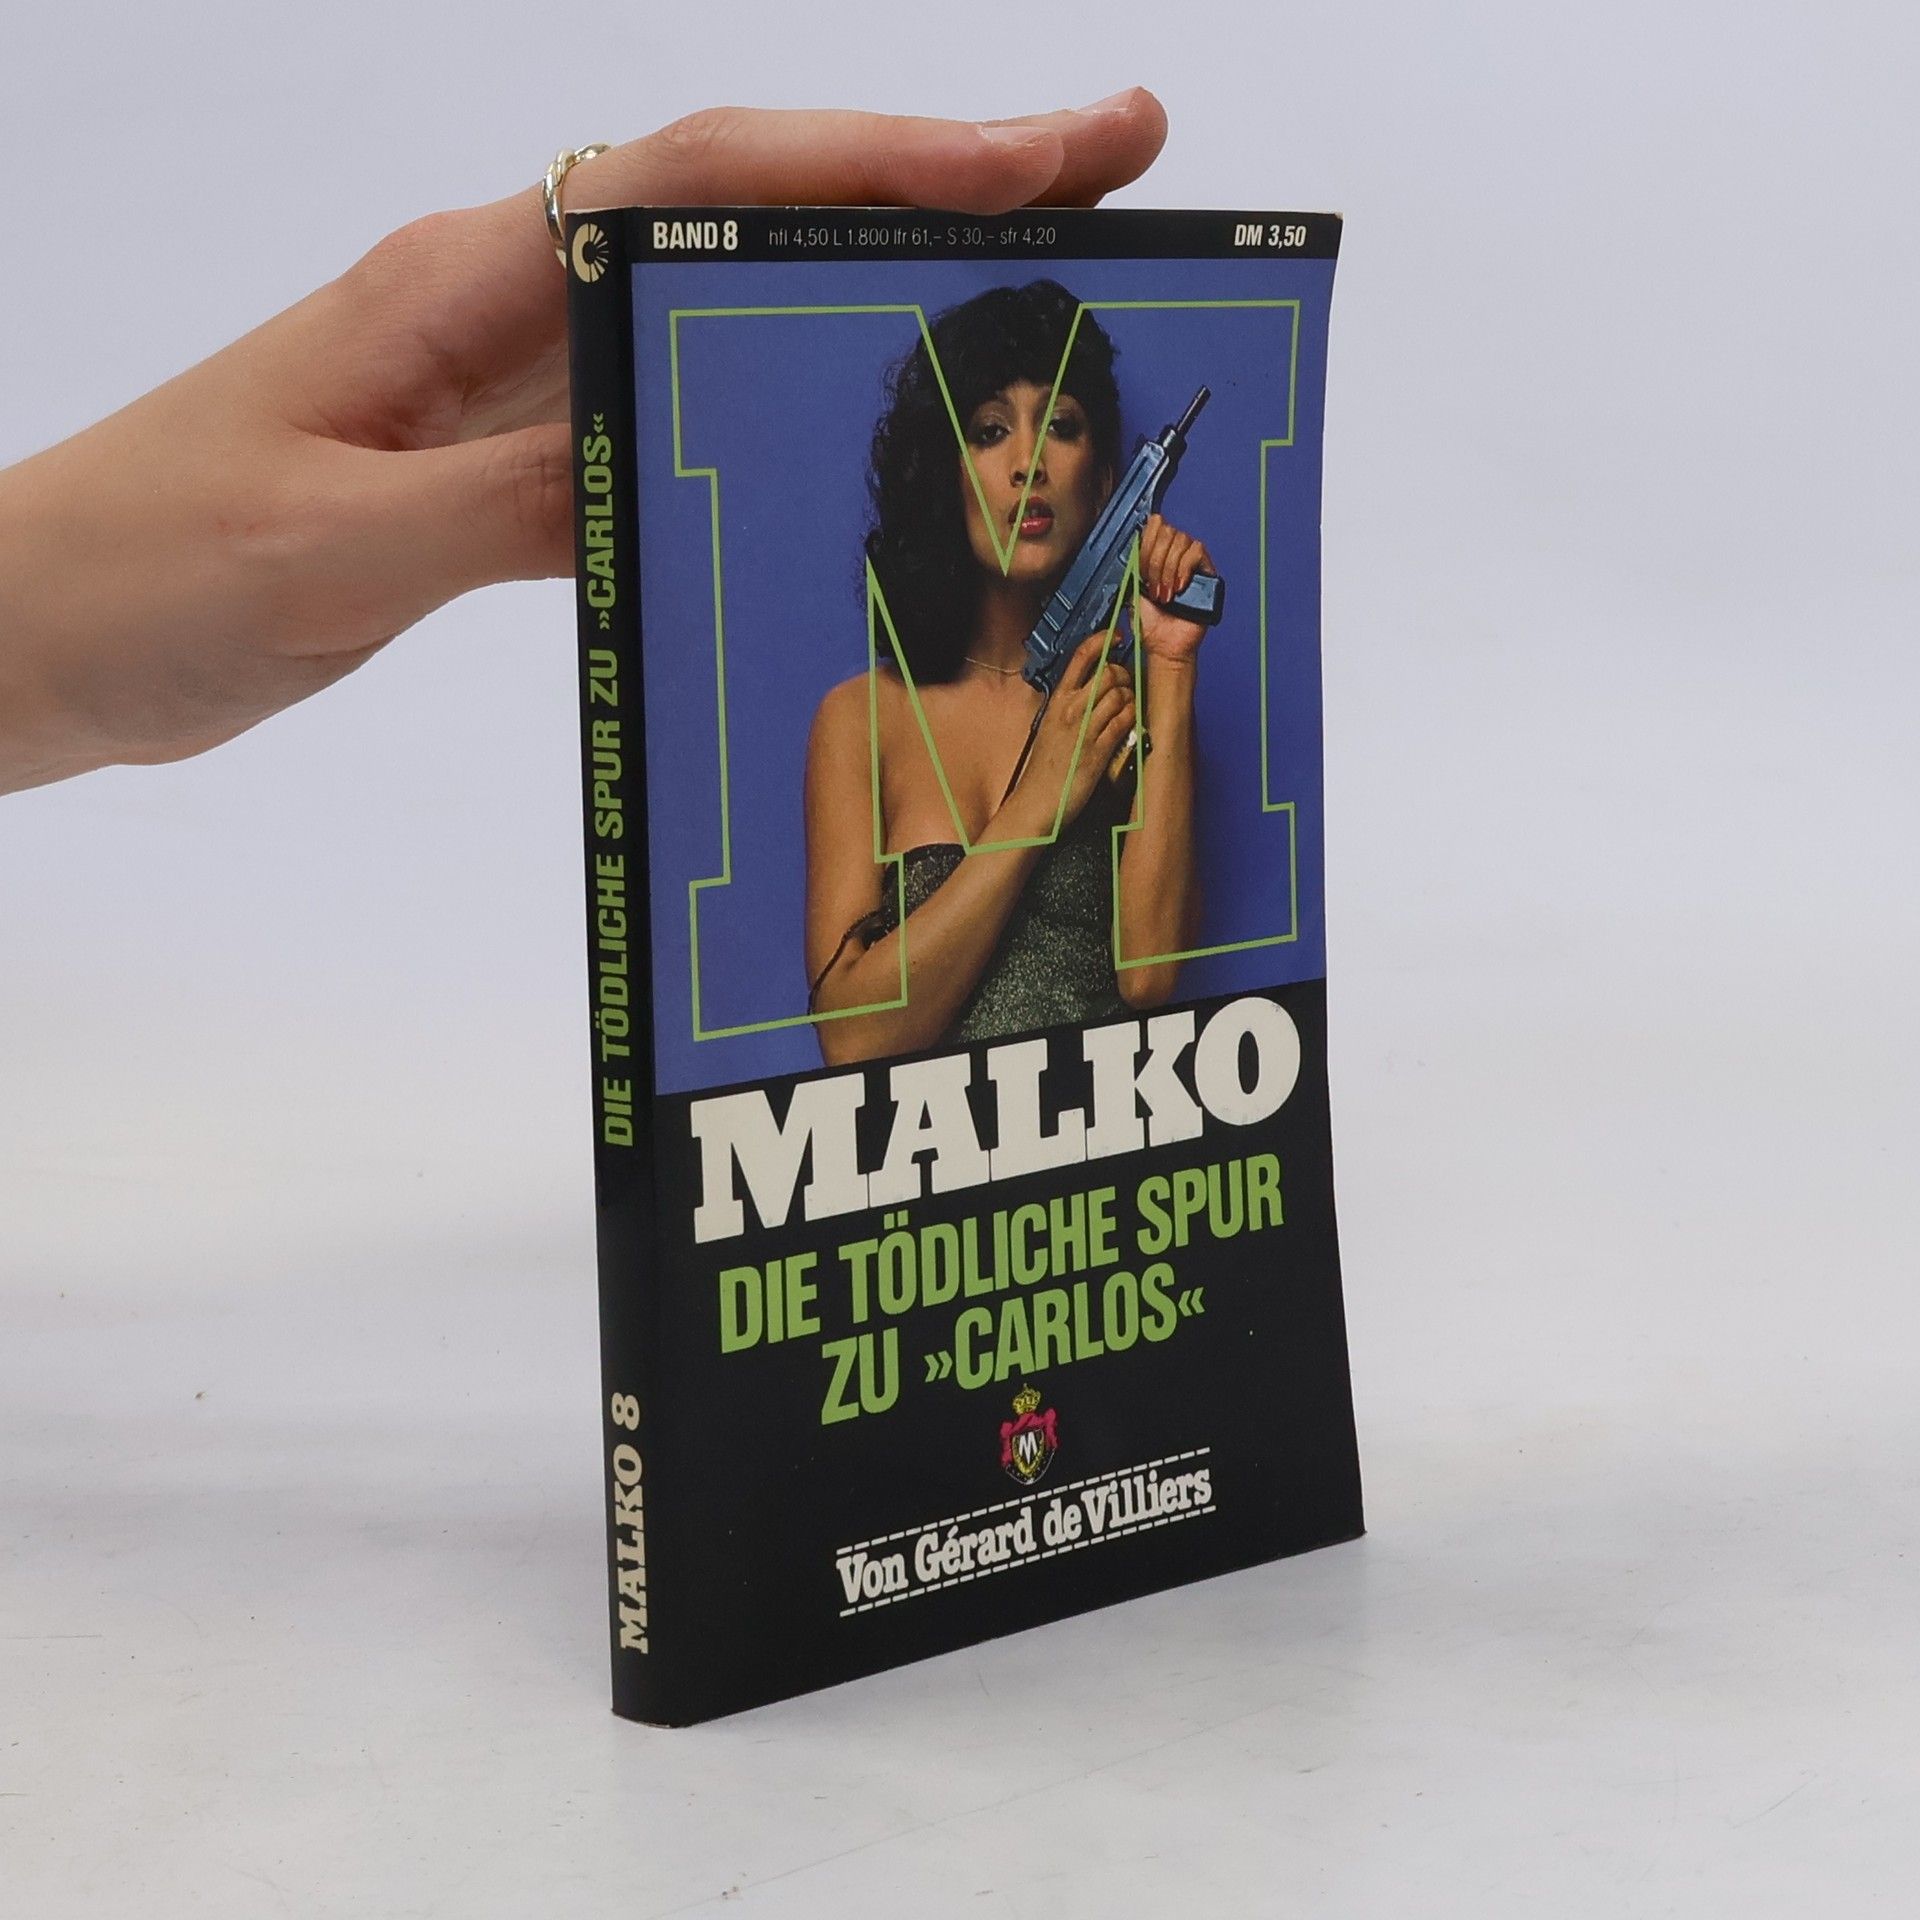 BAND 8 hfl 4,50 L 1.800 lfr 61,– S 30,– sfr 4,20 DM 3,50
M
MALKO
DIE TÖDLICHE SPUR
ZU »CARLOS«
M
Von Gérard de Villiers
DIE TÖDLICHE SPUR ZU »CARLOS«
MALKO 8